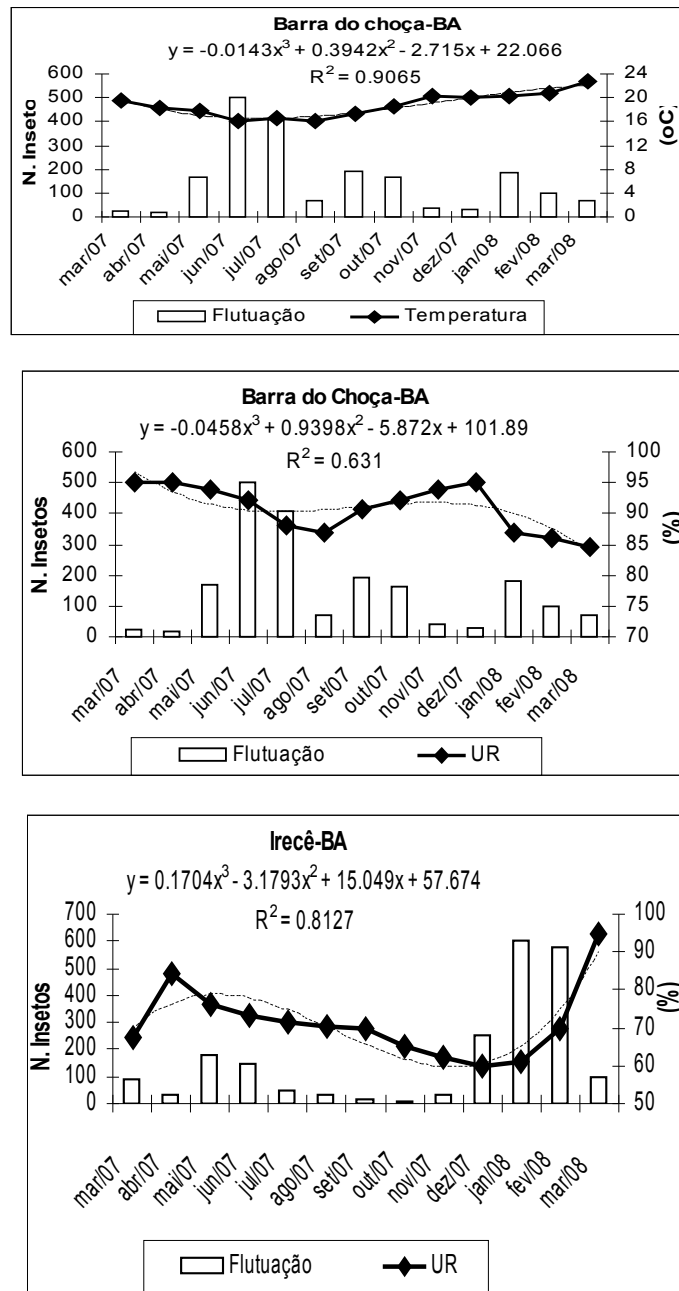 Barra do choça-BA
y = -0.0143x³ + 0.3942x² - 2.715x + 22.066
R² = 0.9065
N. Inseto
600
500
400
300
200
100
0
24
20
16
12
8
4
0
(oC)
mar/07
abr/07
mai/07
jun/07
jul/07
ago/07
set/07
out/07
nov/07
dez/07
jan/08
fev/08
mar/08
Flutuação
Temperatura
Barra do Choça-BA
y = -0.0458x³ + 0.9398x² - 5.872x + 101.89
R² = 0.631
N. Insetos
600
500
400
300
200
100
0
100
95
90
85
80
75
70
(%)
mar/07
abr/07
mai/07
jun/07
jul/07
ago/07
set/07
out/07
nov/07
dez/07
jan/08
fev/08
mar/08
Flutuação
UR
Irecê-BA
y = 0.1704x³ - 3.1793x² + 15.049x + 57.674
R² = 0.8127
N. Insetos
700
600
500
400
300
200
100
0
100
90
80
70
60
50
(%)
mar/07
abr/07
mai/07
jun/07
jul/07
ago/07
set/07
out/07
nov/07
dez/07
jan/08
fev/08
mar/08
Flutuação
UR